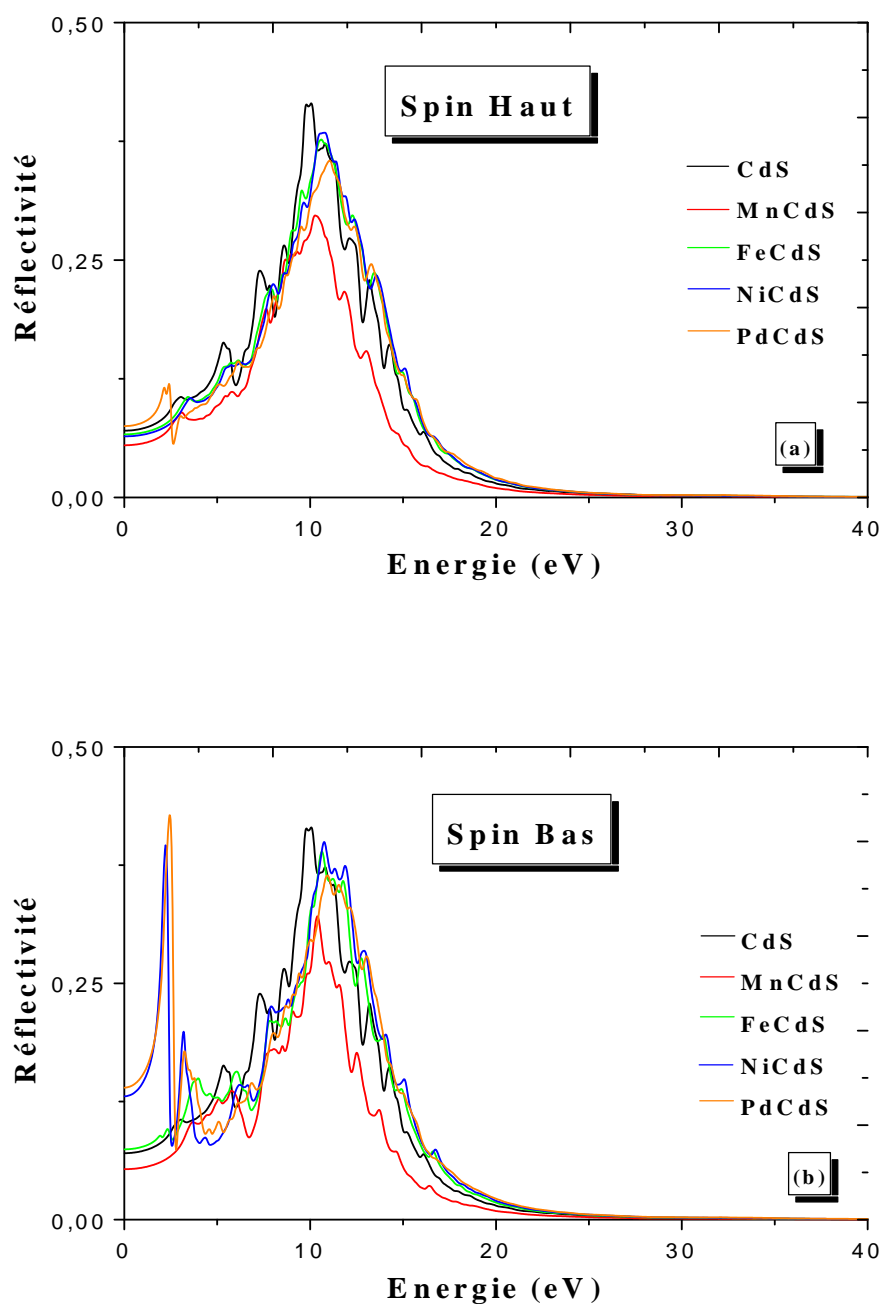 0,50
Spin Haut
CdS
MnCdS
FeCdS
NiCdS
PdCdS
0,25
Réflectivité
(a)
0,00
0 10 20 30 40
Energie (eV)
0,50
Spin Bas
CdS
MnCdS
FeCdS
NiCdS
PdCdS
0,25
Réflectivité
(b)
0,00
0 10 20 30 40
Energie (eV)